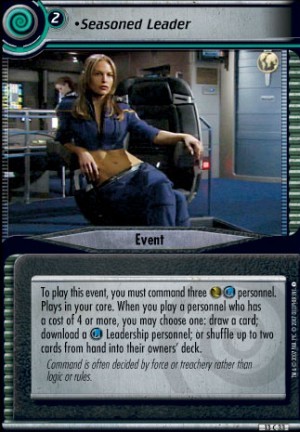 2 •Seasoned Leader
Event
To play this event, you must command three personnel.
Plays in your core. When you play a personnel who
has a cost of 4 or more, you may choose one: draw a card;
download a Leadership personnel; or shuffle up to two
cards from hand into their owners' deck.
Command is often decided by force or treachery rather than
logic or rules.